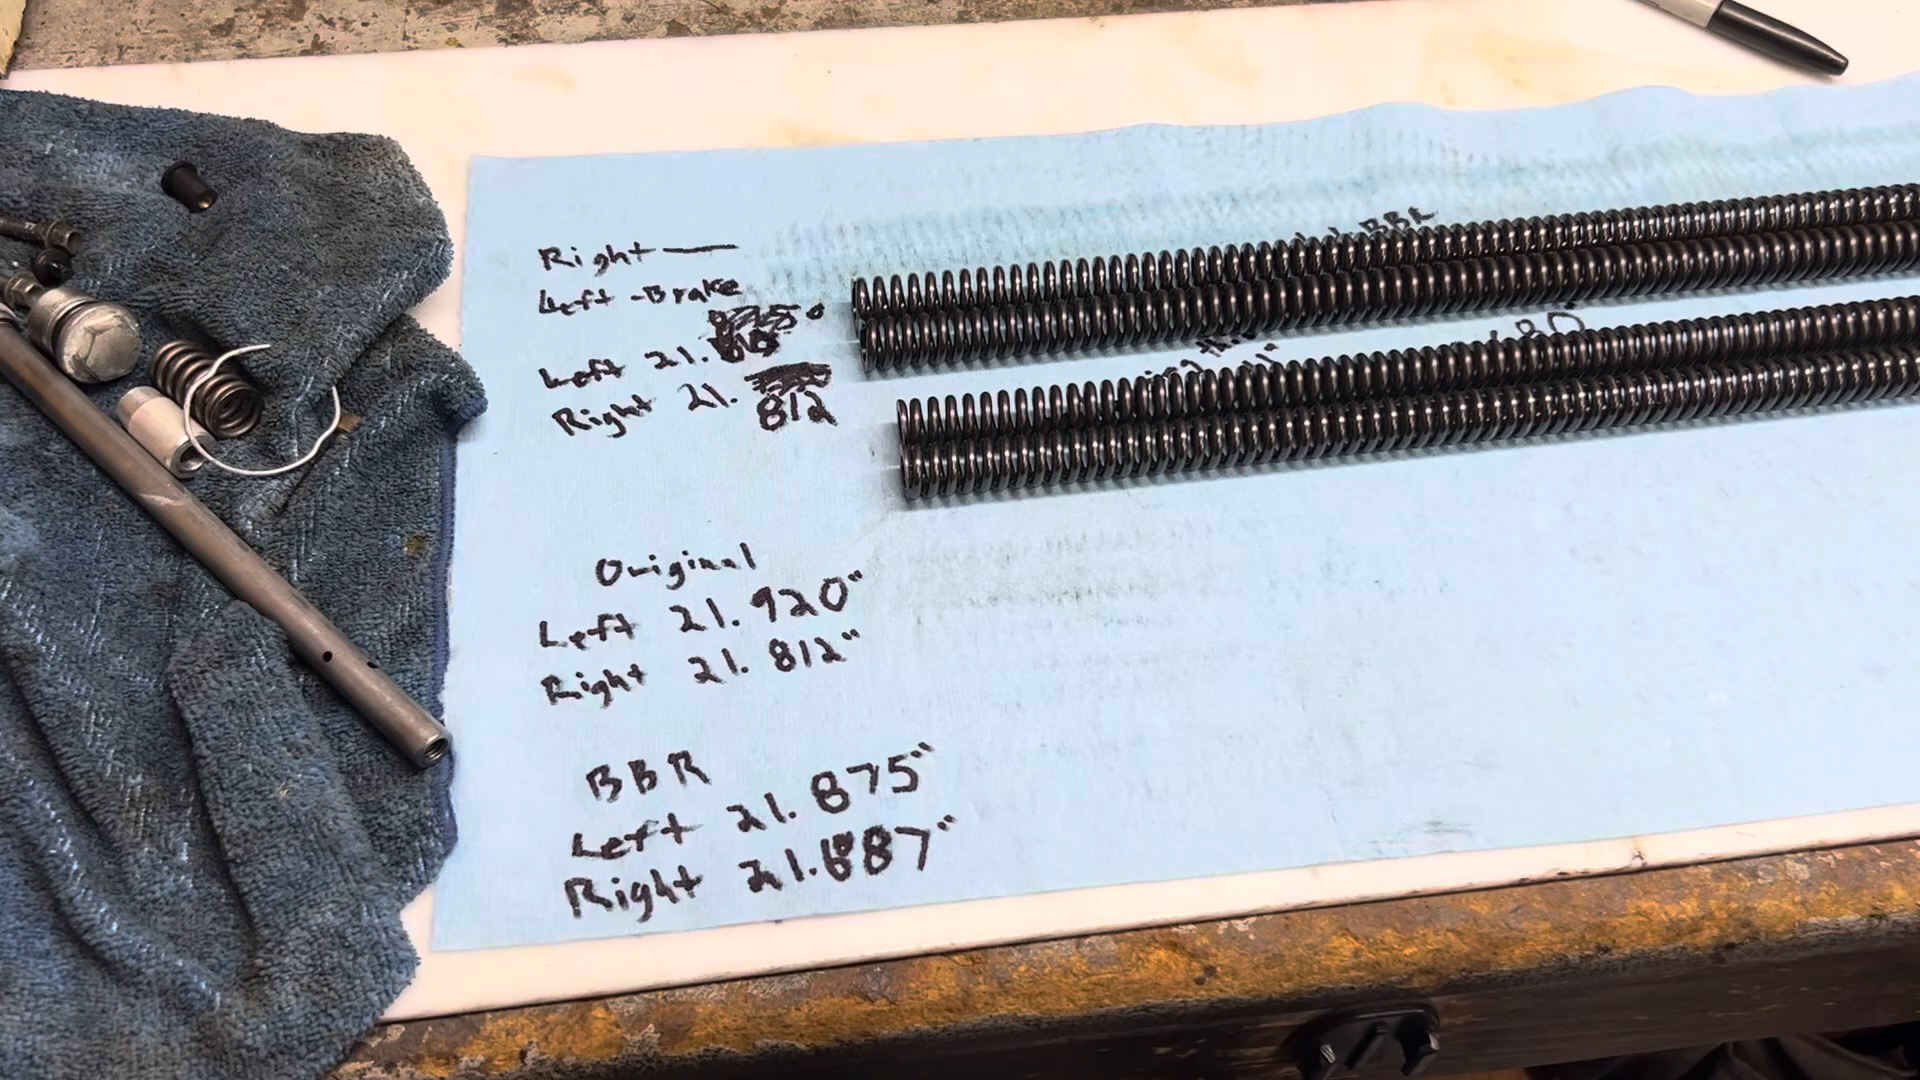 Right —
Left -Brake
Left 21.
Right 21. 812
BBR
Original
Left 21.920"
Right 21.812"
BBR
Left 21.875"
Right 21.887"